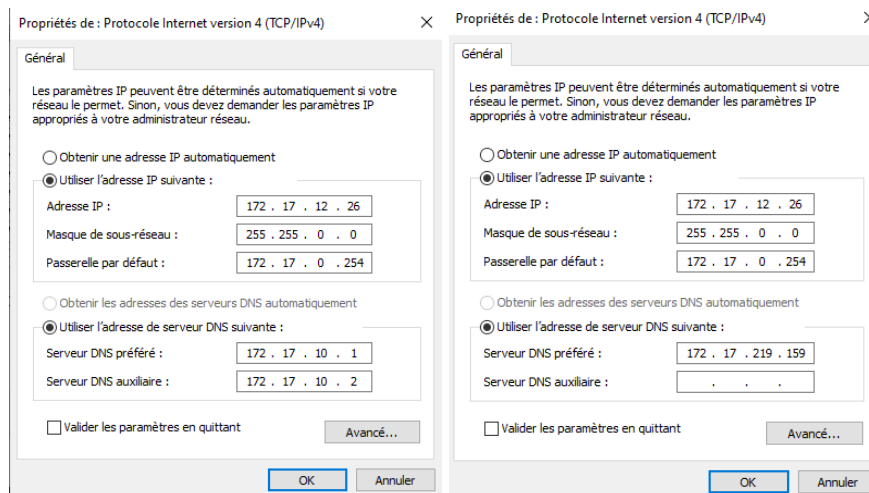 Propriétés de : Protocole Internet version 4 (TCP/IPv4)
Général
Les paramètres IP peuvent être déterminés automatiquement si votre
réseau le permet. Sinon, vous devez demander les paramètres IP
appropriés à votre administrateur réseau.
Obtenir une adresse IP automatiquement
Utiliser l'adresse IP suivante :
Adresse IP : 172 . 17 . 12 . 26
Masque de sous-réseau : 255 . 255 . 0 . 0
Passerelle par défaut : 172 . 17 . 0 . 254
Obtenir les adresses des serveurs DNS automatiquement
Utiliser l'adresse de serveur DNS suivante :
Serveur DNS préféré : 172 . 17 . 10 . 1
Serveur DNS auxiliaire : 172 . 17 . 10 . 2
Valider les paramètres en quittant
Avancé...
OK Annuler
Propriétés de : Protocole Internet version 4 (TCP/IPv4)
Général
Les paramètres IP peuvent être déterminés automatiquement si votre
réseau le permet. Sinon, vous devez demander les paramètres IP
appropriés à votre administrateur réseau.
Obtenir une adresse IP automatiquement
Utiliser l'adresse IP suivante :
Adresse IP : 172 . 17 . 12 . 26
Masque de sous-réseau : 255 . 255 . 0 . 0
Passerelle par défaut : 172 . 17 . 0 . 254
Obtenir les adresses des serveurs DNS automatiquement
Utiliser l'adresse de serveur DNS suivante :
Serveur DNS préféré : 172 . 17 . 219 . 159
Serveur DNS auxiliaire : . . .
Valider les paramètres en quittant
Avancé...
OK Annuler